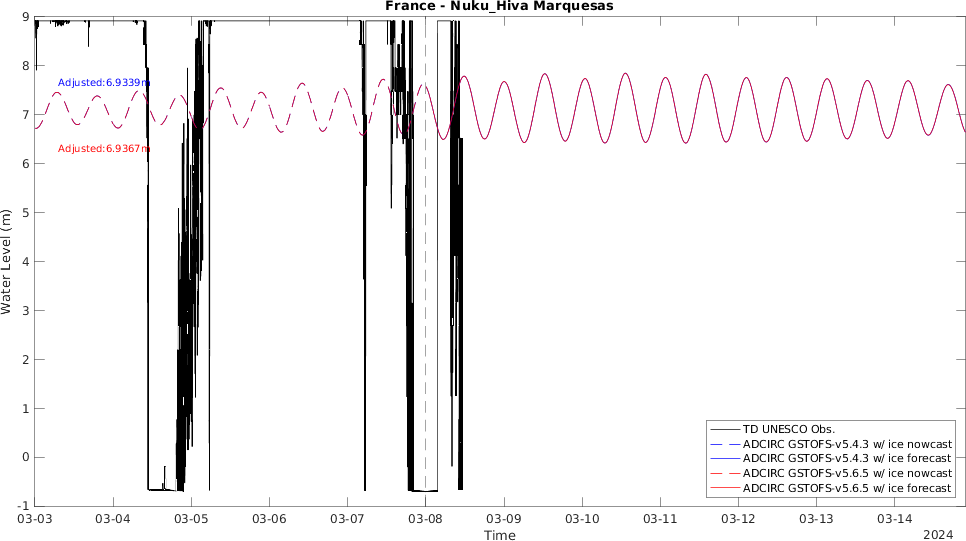 France - Nuku_Hiva Marquesas
9
8
7
6
5
4
3
2
1
0
-1
Water Level (m)
Adjusted:6.9339m
Adjusted:6.9367m
TD UNESCO Obs.
ADCIRC GSTOFS-v5.4.3 w/ ice nowcast
ADCIRC GSTOFS-v5.4.3 w/ ice forecast
ADCIRC GSTOFS-v5.6.5 w/ ice nowcast
ADCIRC GSTOFS-v5.6.5 w/ ice forecast
03-03 03-04 03-05 03-06 03-07 03-08 03-09 03-10 03-11 03-12 03-13 03-14
Time
2024